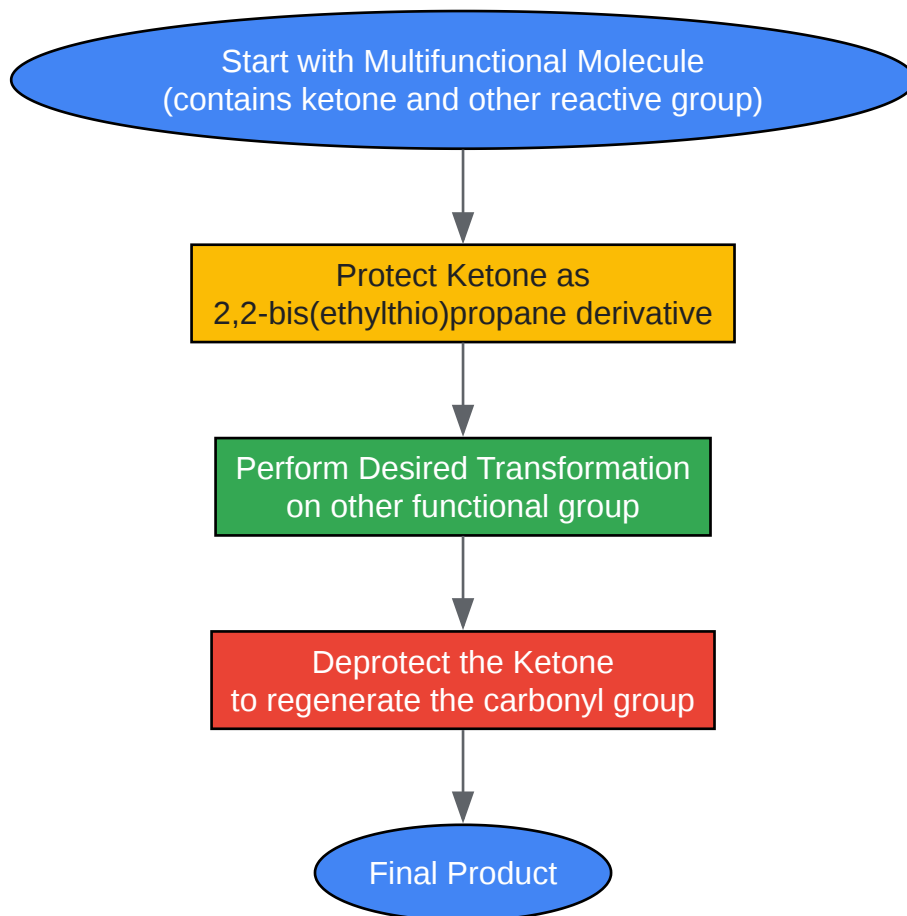 Start with Multifunctional Molecule
(contains ketone and other reactive group)
Protect Ketone as
2,2-bis(ethylthio)propane derivative
Perform Desired Transformation
on other functional group
Deprotect the Ketone
to regenerate the carbonyl group
Final Product